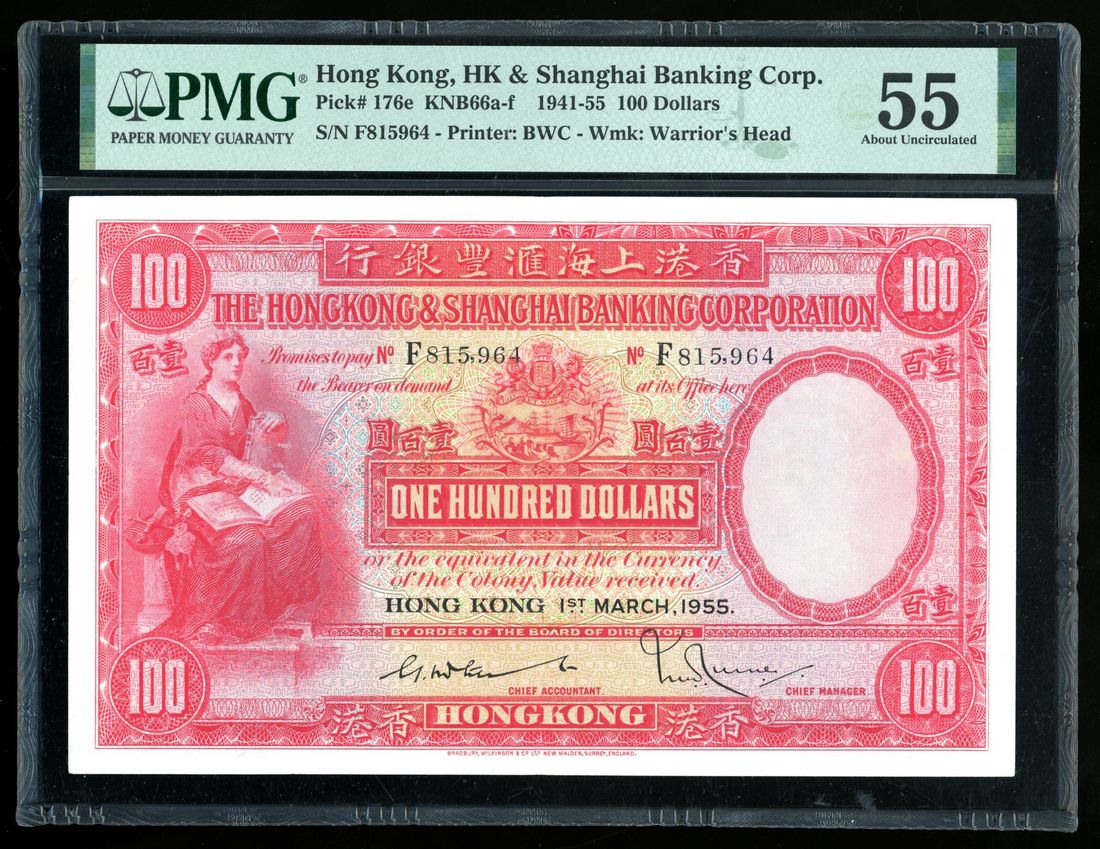 PMG®
PAPER MONEY GUARANTY
Hong Kong, HK & Shanghai Banking Corp.
Pick# 176e KNB66a-f 1941-55 100 Dollars
S/N F815964 - Printer: BWC - Wmk: Warrior's Head
55
About Uncirculated
行銀豐滙海上港香
100 100
THE HONGKONG & SHANGHAI BANKING CORPORATION
百壹 百壹
Promises to pay No F815,964 No F815,964
the Bearer on demand at its Office here
圓百壹 圓百壹
ONE HUNDRED DOLLARS
or the equivalent in the Currency
of the Colony, Value received.
HONG KONG 1ST MARCH, 1955.
百壹
BY ORDER OF THE BOARD OF DIRECTORS
100 100
CHIEF ACCOUNTANT. CHIEF MANAGER.
港香 HONGKONG 港香
BRADBURY, WILKINSON & Co LTD NEW MALDEN, SURREY, ENGLAND.